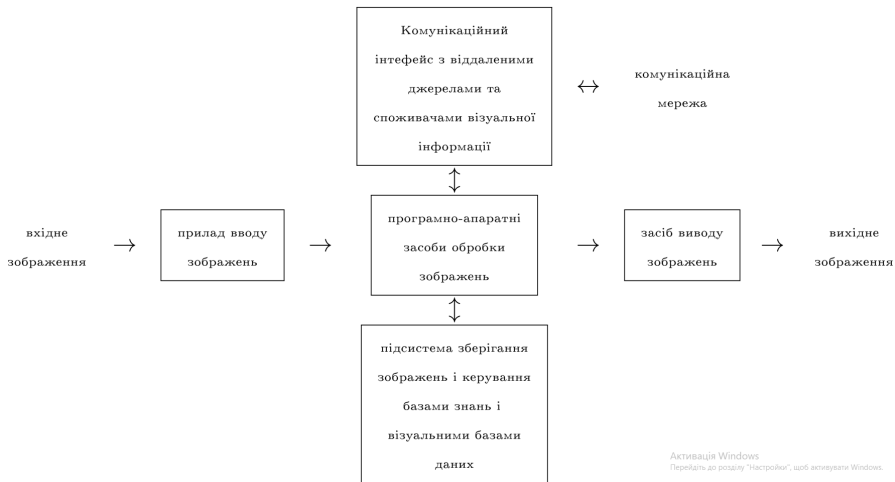 Комунікаційний
інтефейс з віддаленими
джерелами та
споживачами візуальної
інформації
комунікаційна
мережа
вхідне
зображення
прилад вводу
зображень
програмно-апаратні
засоби обробки
зображень
засіб виводу
зображень
вихідне
зображення
підсистема зберігання
зображень і керування
базами знань і
візуальними базами
даних
Активація Windows
Перейдіть до розділу "Настройки", щоб активувати Windows.